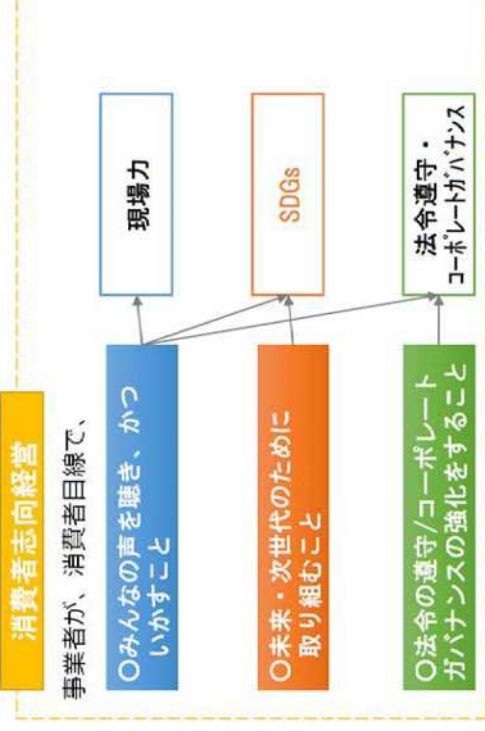 消費者志向経営
事業者が、消費者目線で、
〇みんなの声を聴き、かつ
いかすこと
現場力
〇未来・次世代のために
取り組むこと
SDGs
〇法令の遵守/コーポレート
ガバナンスの強化をすること
法令遵守・
コーポレートガバナンス